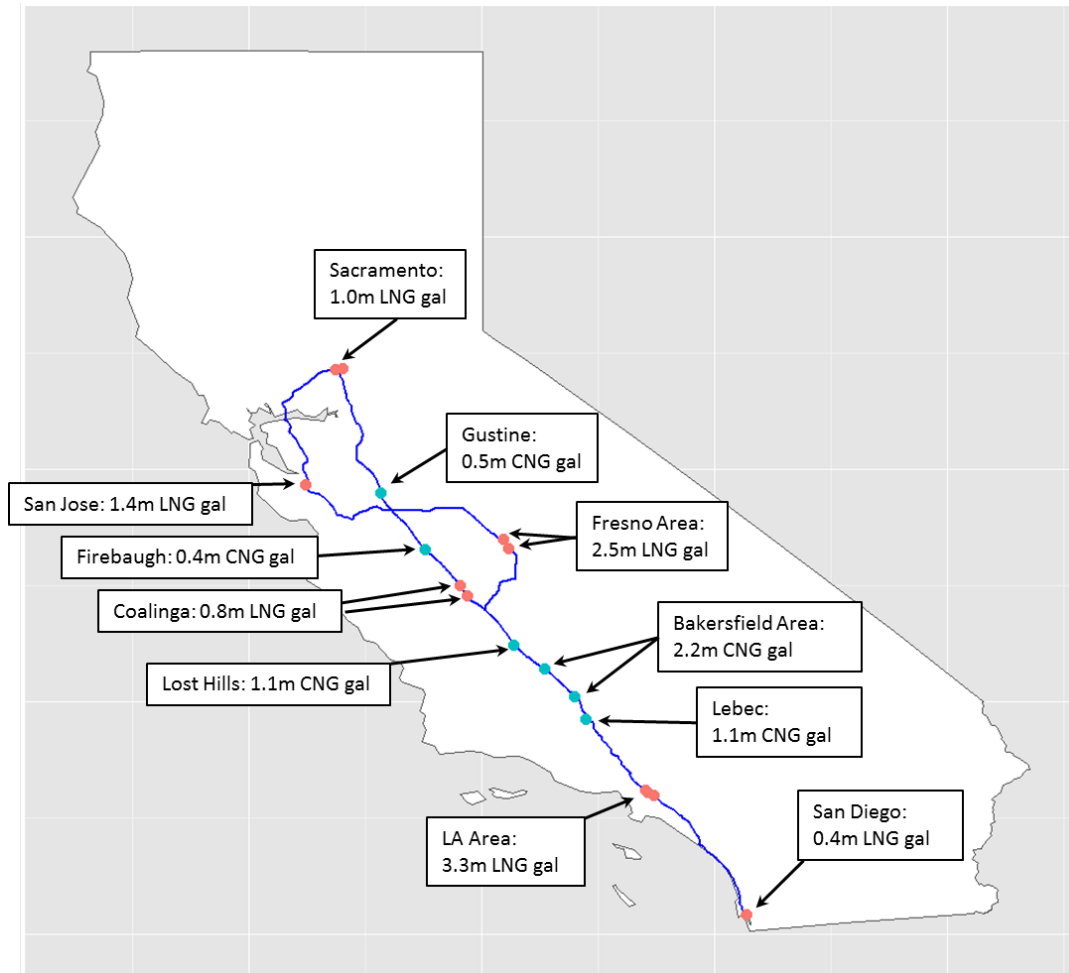 Sacramento:
1.0m LNG gal
Gustine:
0.5m CNG gal
San Jose: 1.4m LNG gal
Fresno Area:
2.5m LNG gal
Firebaugh: 0.4m CNG gal
Coalinga: 0.8m LNG gal
Bakersfield Area:
2.2m CNG gal
Lost Hills: 1.1m CNG gal
Lebec:
1.1m CNG gal
San Diego:
0.4m LNG gal
LA Area:
3.3m LNG gal